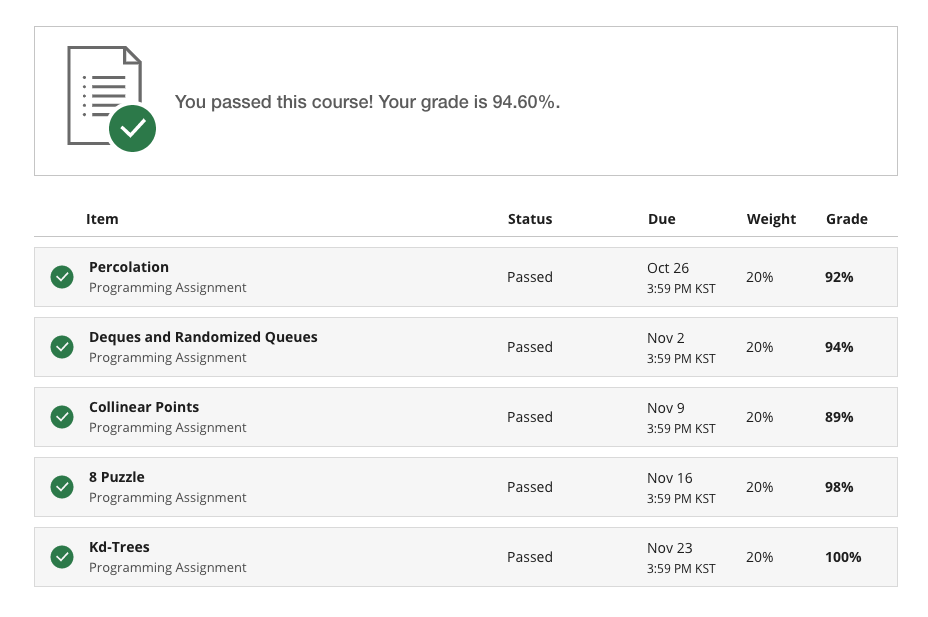 You passed this course! Your grade is 94.60%.
Item Status Due Weight Grade
Percolation
Programming Assignment
Passed
Oct 26
3:59 PM KST
20%
92%
Deques and Randomized Queues
Programming Assignment
Passed
Nov 2
3:59 PM KST
20%
94%
Collinear Points
Programming Assignment
Passed
Nov 9
3:59 PM KST
20%
89%
8 Puzzle
Programming Assignment
Passed
Nov 16
3:59 PM KST
20%
98%
Kd-Trees
Programming Assignment
Passed
Nov 23
3:59 PM KST
20%
100%